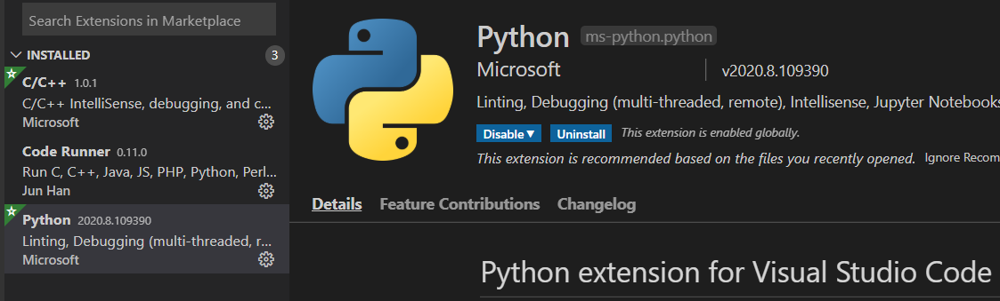 Search Extensions in Marketplace
INSTALLED
3
C/C++ 1.0.1
C/C++ IntelliSense, debugging, and c...
Microsoft
Code Runner 0.11.0
Run C, C++, Java, JS, PHP, Python, Perl...
Jun Han
Python 2020.8.109390
Linting, Debugging (multi-threaded, r...
Microsoft
Python ms-python.python
Microsoft v2020.8.109390
Linting, Debugging (multi-threaded, remote), Intellisense, Jupyter Notebooks
Disable Uninstall This extension is enabled globally.
This extension is recommended based on the files you recently opened. Ignore Recom
Details Feature Contributions Changelog
Python extension for Visual Studio Code